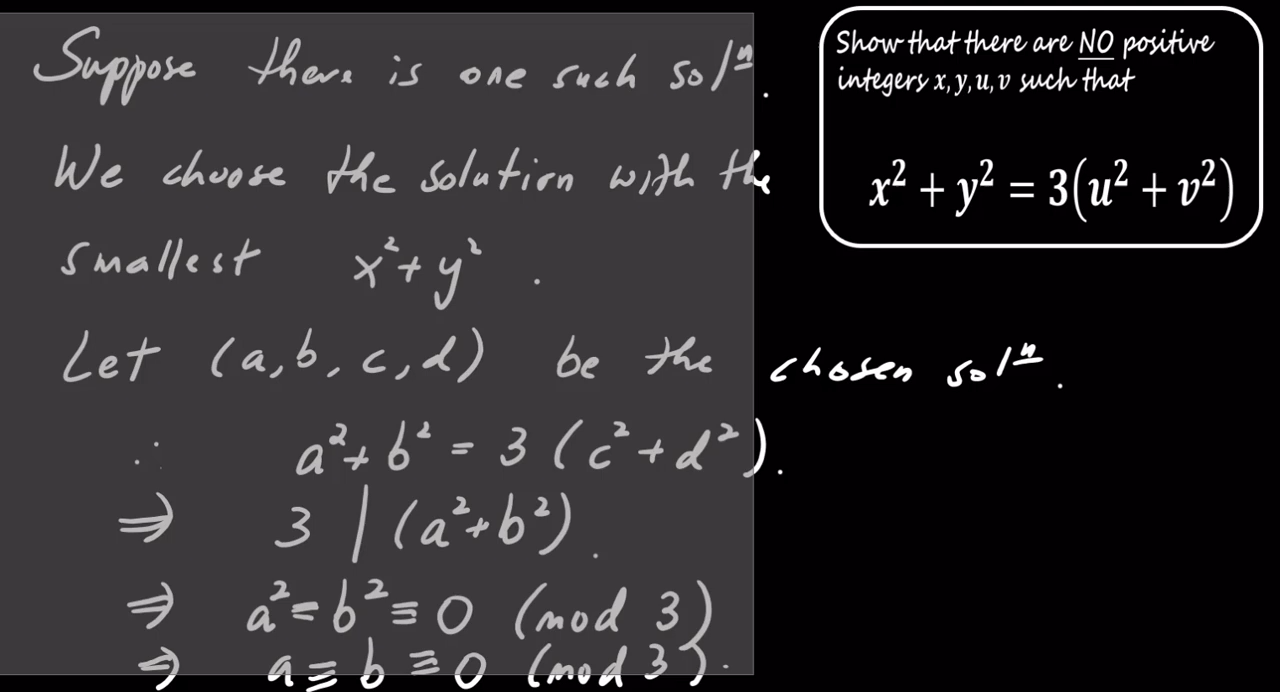 Suppose there is one such solⁿ.
We choose the solution with the
smallest x² + y².
Let (a, b, c, d) be the chosen solⁿ.
∴ a² + b² = 3 (c² + d²).
⇒ 3 | (a² + b²).
⇒ a² = b² ≡ 0 (mod 3)
⇒ a ≡ b ≡ 0 (mod 3).
Show that there are NO positive
integers x, y, u, v such that
x² + y² = 3(u² + v²)